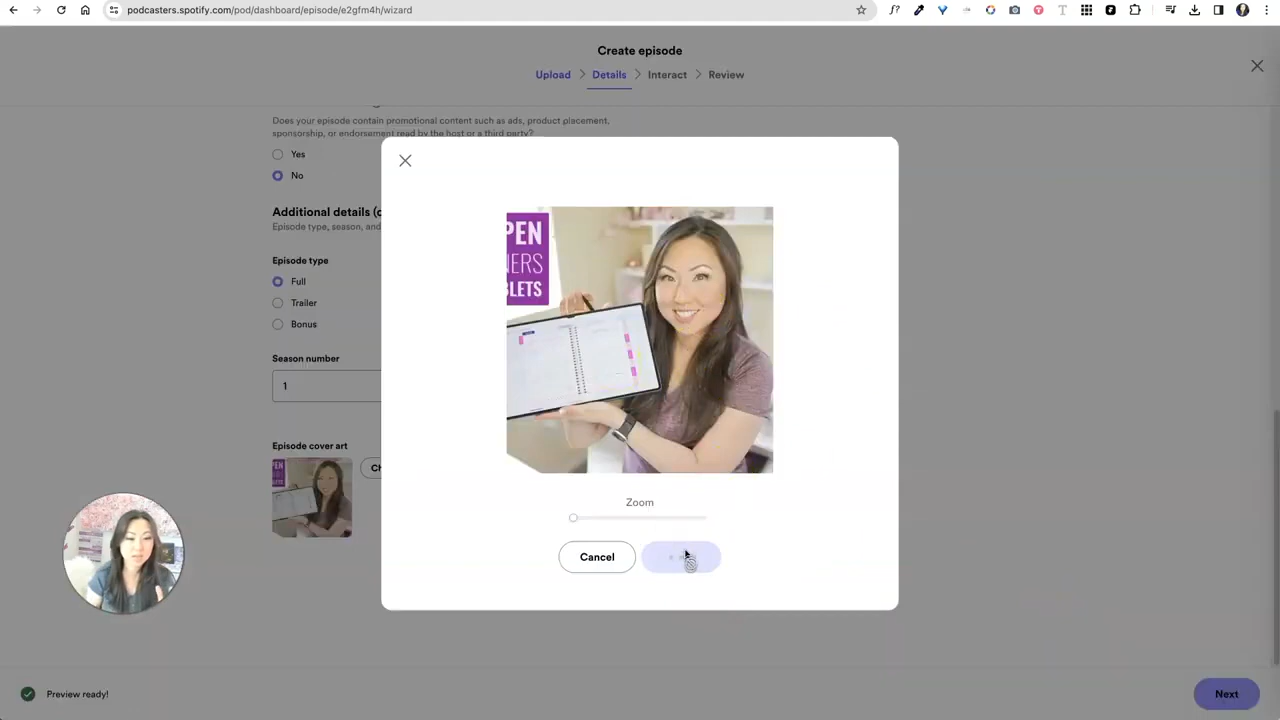 podcasters.spotify.com/pod/dashboard/episode/e2gfm4h/wizard
Create episode
Upload
Details
Interact
Review
Does your episode contain promotional content such as ads, product placement,
sponsorship, or endorsement read by the host or a third party?
Yes
No
Additional details (
Episode type, season, and
Episode type
Full
Trailer
Bonus
Season number
1
Episode cover art
Ch
PEN
NERS
BLETS
Zoom
Cancel
Preview ready!
Next